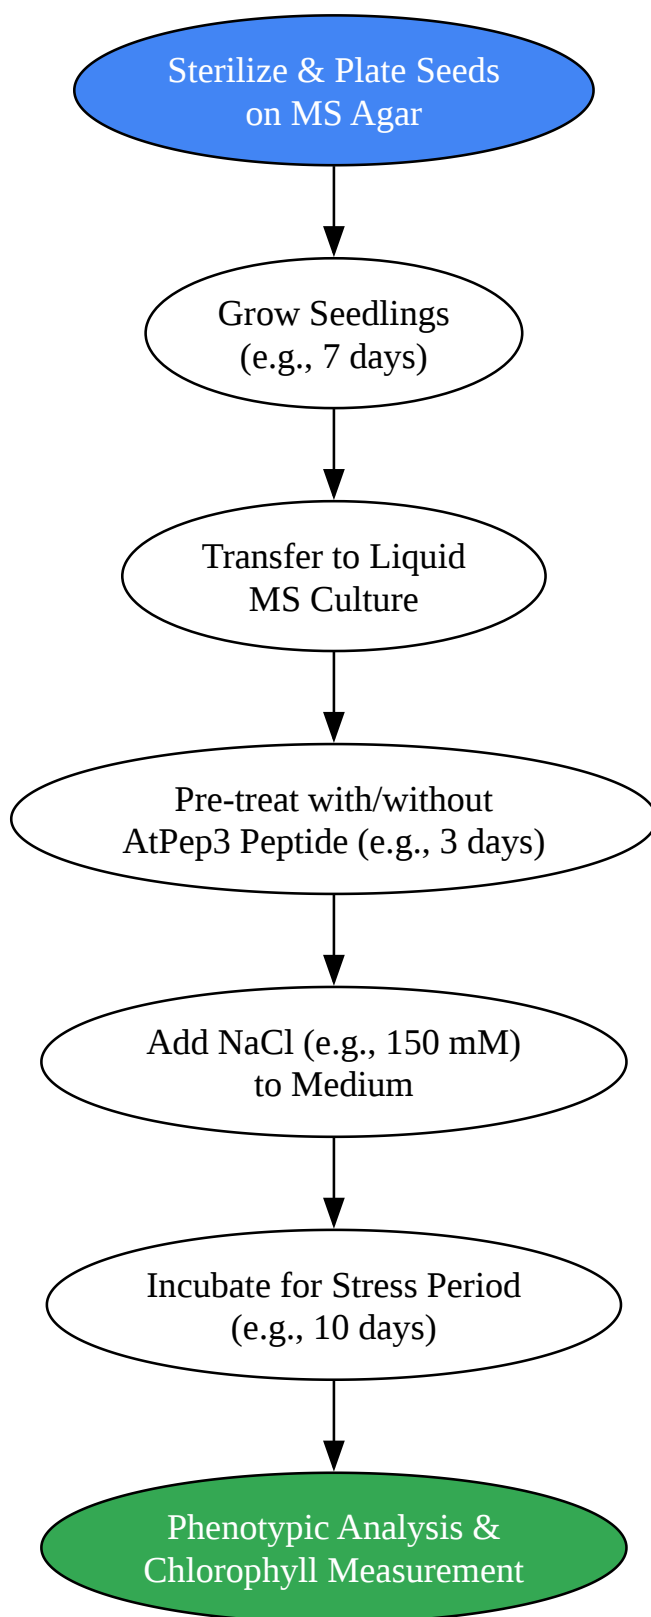 Sterilize & Plate Seeds
on MS Agar
Grow Seedlings
(e.g., 7 days)
Transfer to Liquid
MS Culture
Pre-treat with/without
AtPep3 Peptide (e.g., 3 days)
Add NaCl (e.g., 150 mM)
to Medium
Incubate for Stress Period
(e.g., 10 days)
Phenotypic Analysis &
Chlorophyll Measurement